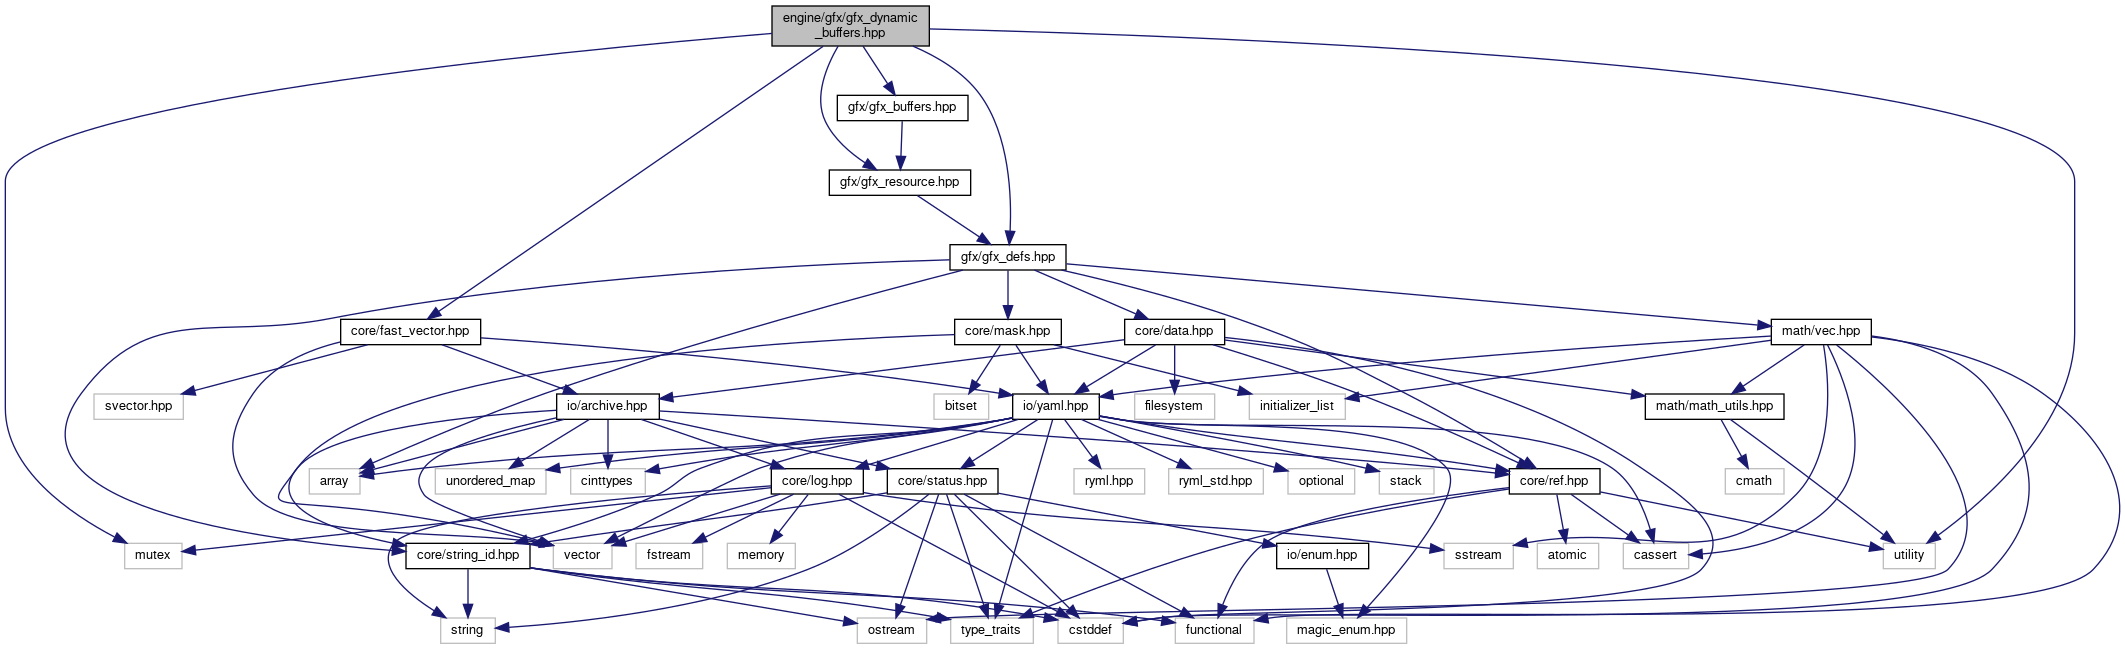 engine/gfx/gfx_dynamic
_buffers.hpp
gfx/gfx_buffers.hpp
gfx/gfx_resource.hpp
gfx/gfx_defs.hpp
core/fast_vector.hpp
core/mask.hpp
core/data.hpp
math/vec.hpp
svector.hpp
io/archive.hpp
bitset
io/yaml.hpp
filesystem
initializer_list
math/math_utils.hpp
array
unordered_map
cinttypes
core/log.hpp
core/status.hpp
ryml.hpp
ryml_std.hpp
optional
stack
core/ref.hpp
cmath
mutex
core/string_id.hpp
vector
fstream
memory
io/enum.hpp
sstream
atomic
cassert
utility
string
ostream
type_traits
cstddef
functional
magic_enum.hpp